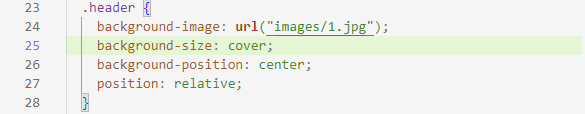 23 .header {
24 background-image: url("images/1.jpg");
25 background-size: cover;
26 background-position: center;
27 position: relative;
28 }